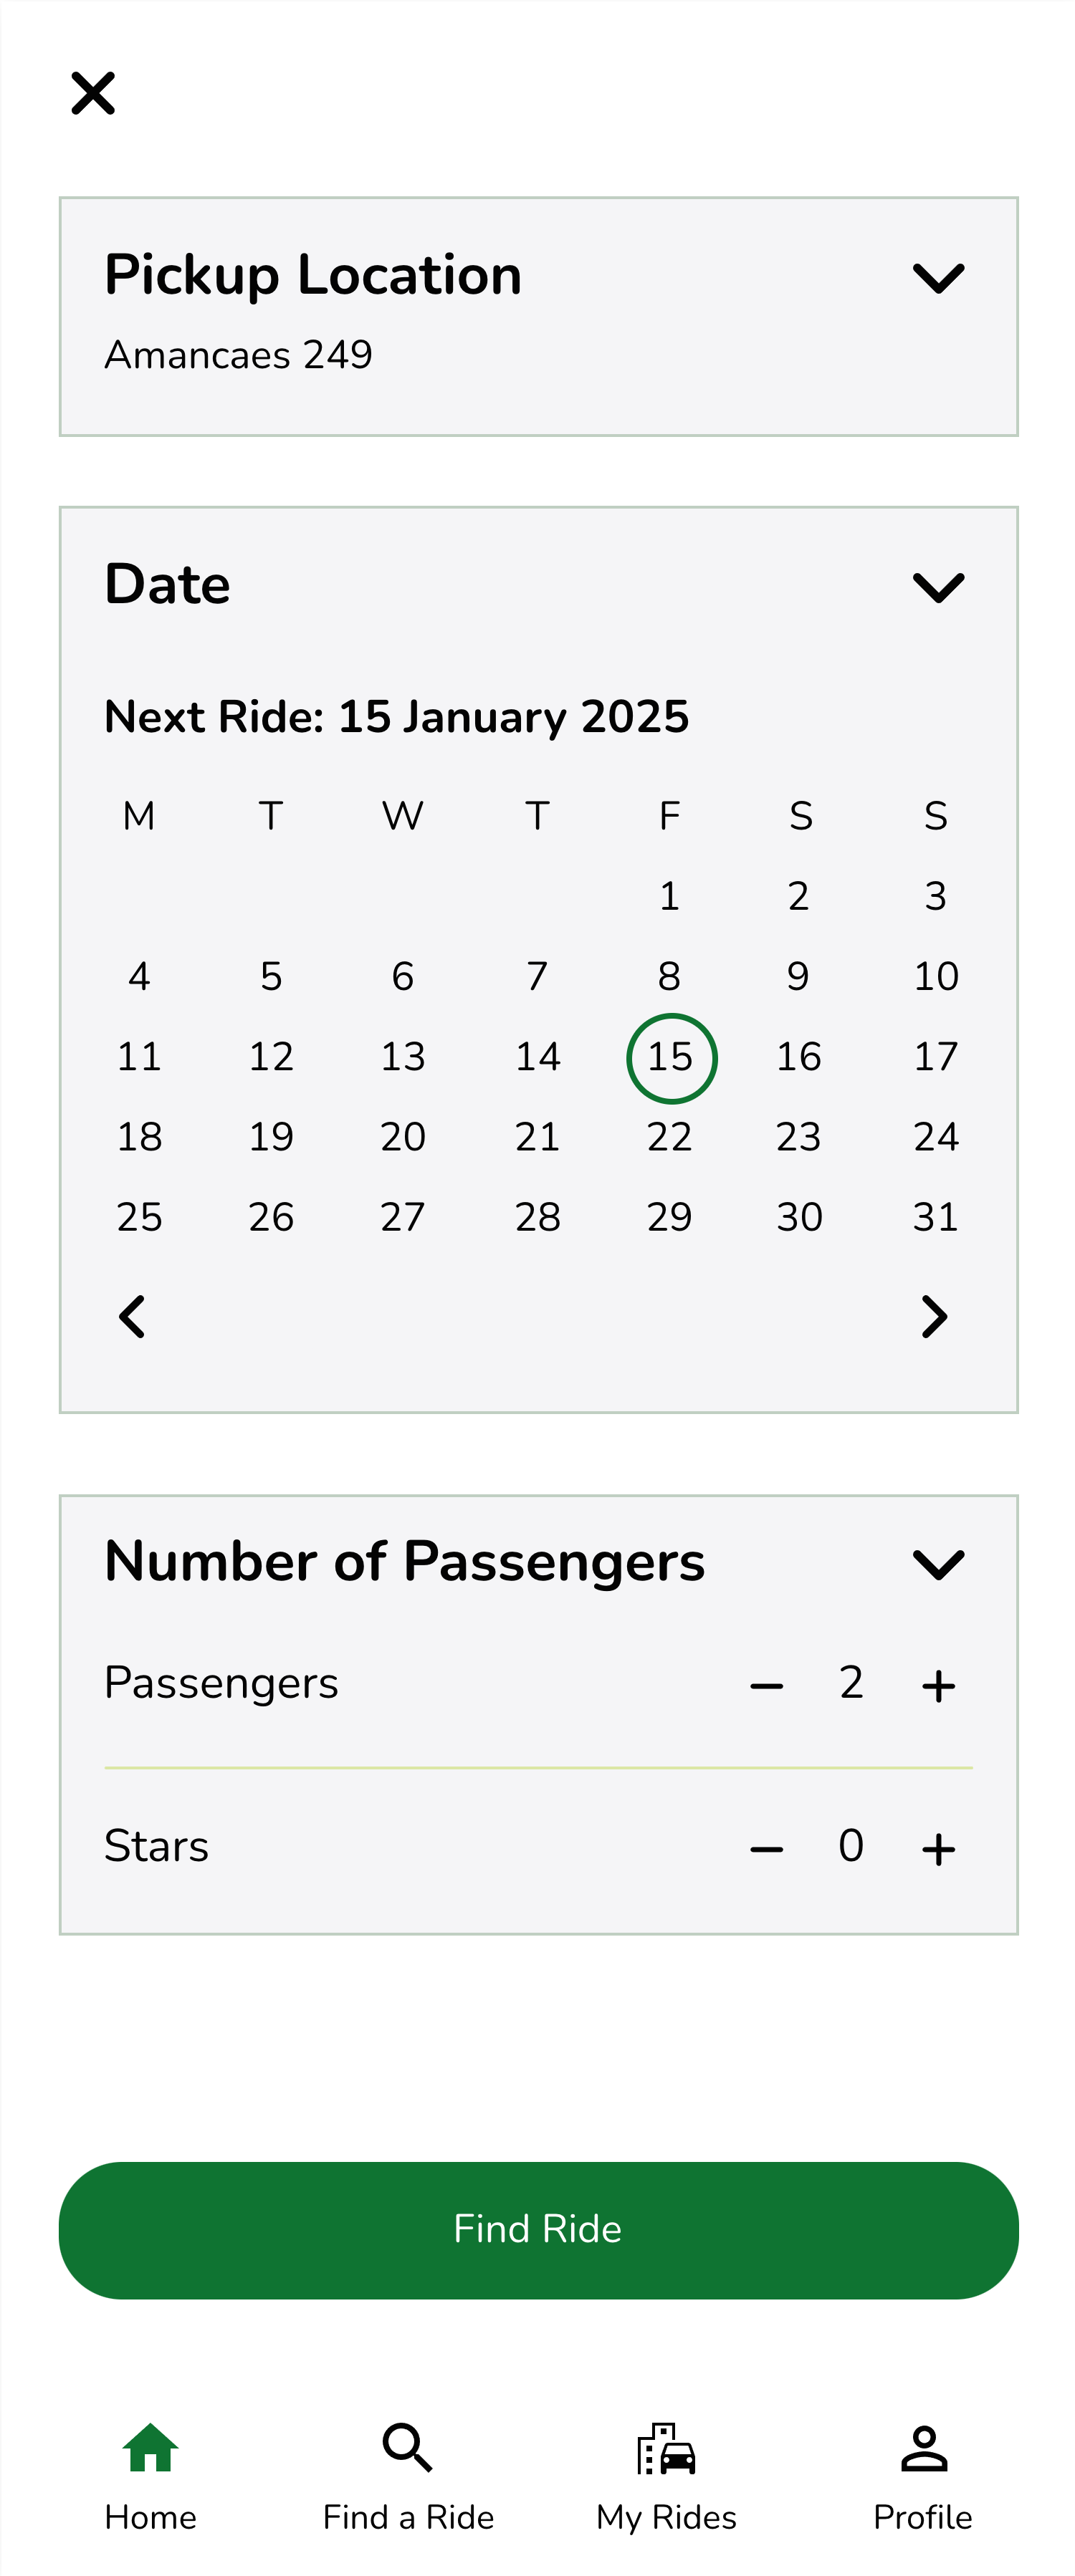 Pickup Location
Amancaes 249
Date
Next Ride: 15 January 2025
M T W T F S S
1 2 3
4 5 6 7 8 9 10
11 12 13 14 15 16 17
18 19 20 21 22 23 24
25 26 27 28 29 30 31
Number of Passengers
Passengers − 2 +
Stars − 0 +
Find Ride
Home Find a Ride My Rides Profile